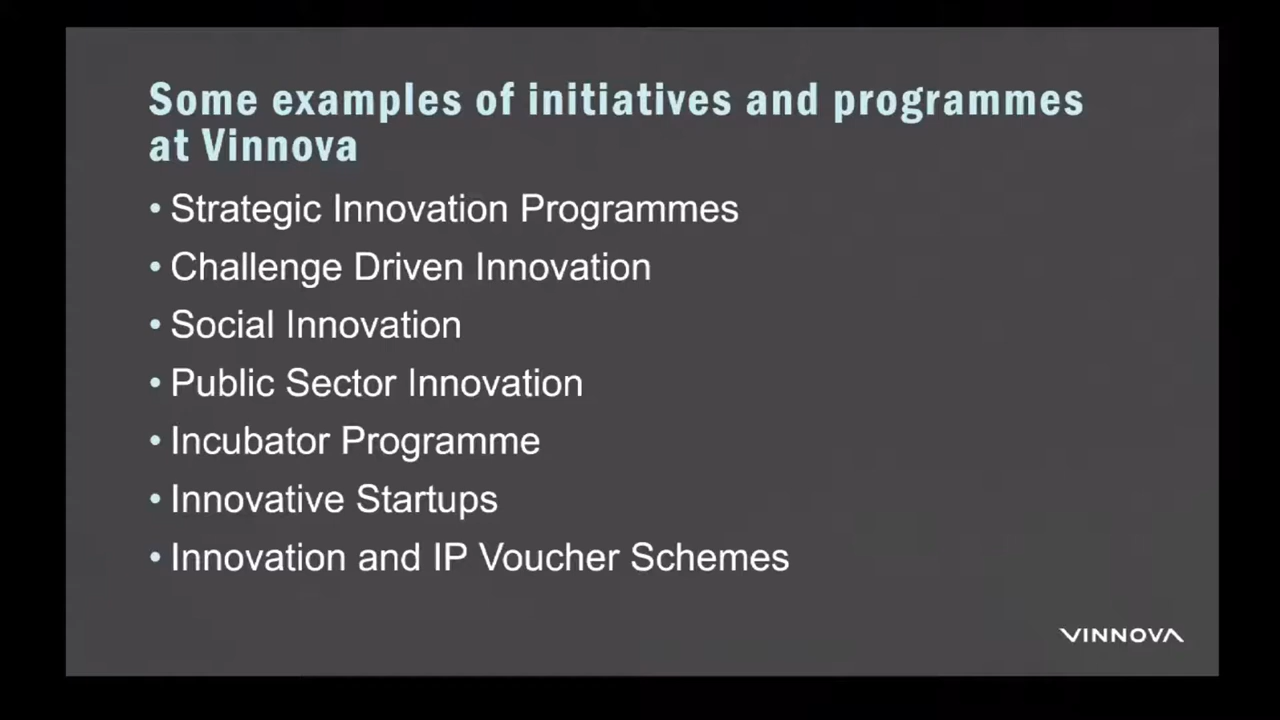 Some examples of initiatives and programmes
at Vinnova
• Strategic Innovation Programmes
• Challenge Driven Innovation
• Social Innovation
• Public Sector Innovation
• Incubator Programme
• Innovative Startups
• Innovation and IP Voucher Schemes
VINNOVA